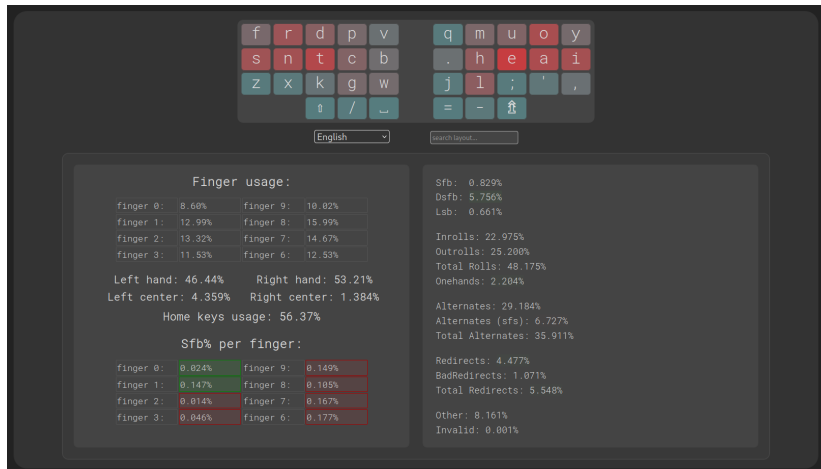 f r d p v q m u o y
s n t c b . h e a i
z x k g w j l ; ' ,
⇧ / ⎵ = - ⇯
English search layout...
Finger usage:
finger 0: 8.60% finger 9: 10.02%
finger 1: 12.99% finger 8: 15.99%
finger 2: 13.32% finger 7: 14.67%
finger 3: 11.53% finger 6: 12.53%
Left hand: 46.44% Right hand: 53.21%
Left center: 4.359% Right center: 1.384%
Home keys usage: 56.37%
Sfb% per finger:
finger 0: 0.024% finger 9: 0.149%
finger 1: 0.147% finger 8: 0.105%
finger 2: 0.014% finger 7: 0.167%
finger 3: 0.046% finger 6: 0.177%
Sfb: 0.829%
Dsfb: 5.756%
Lsb: 0.661%
Inrolls: 22.975%
Outrolls: 25.200%
Total Rolls: 48.175%
Onehands: 2.204%
Alternates: 29.184%
Alternates (sfs): 6.727%
Total Alternates: 35.911%
Redirects: 4.477%
BadRedirects: 1.071%
Total Redirects: 5.548%
Other: 8.161%
Invalid: 0.001%